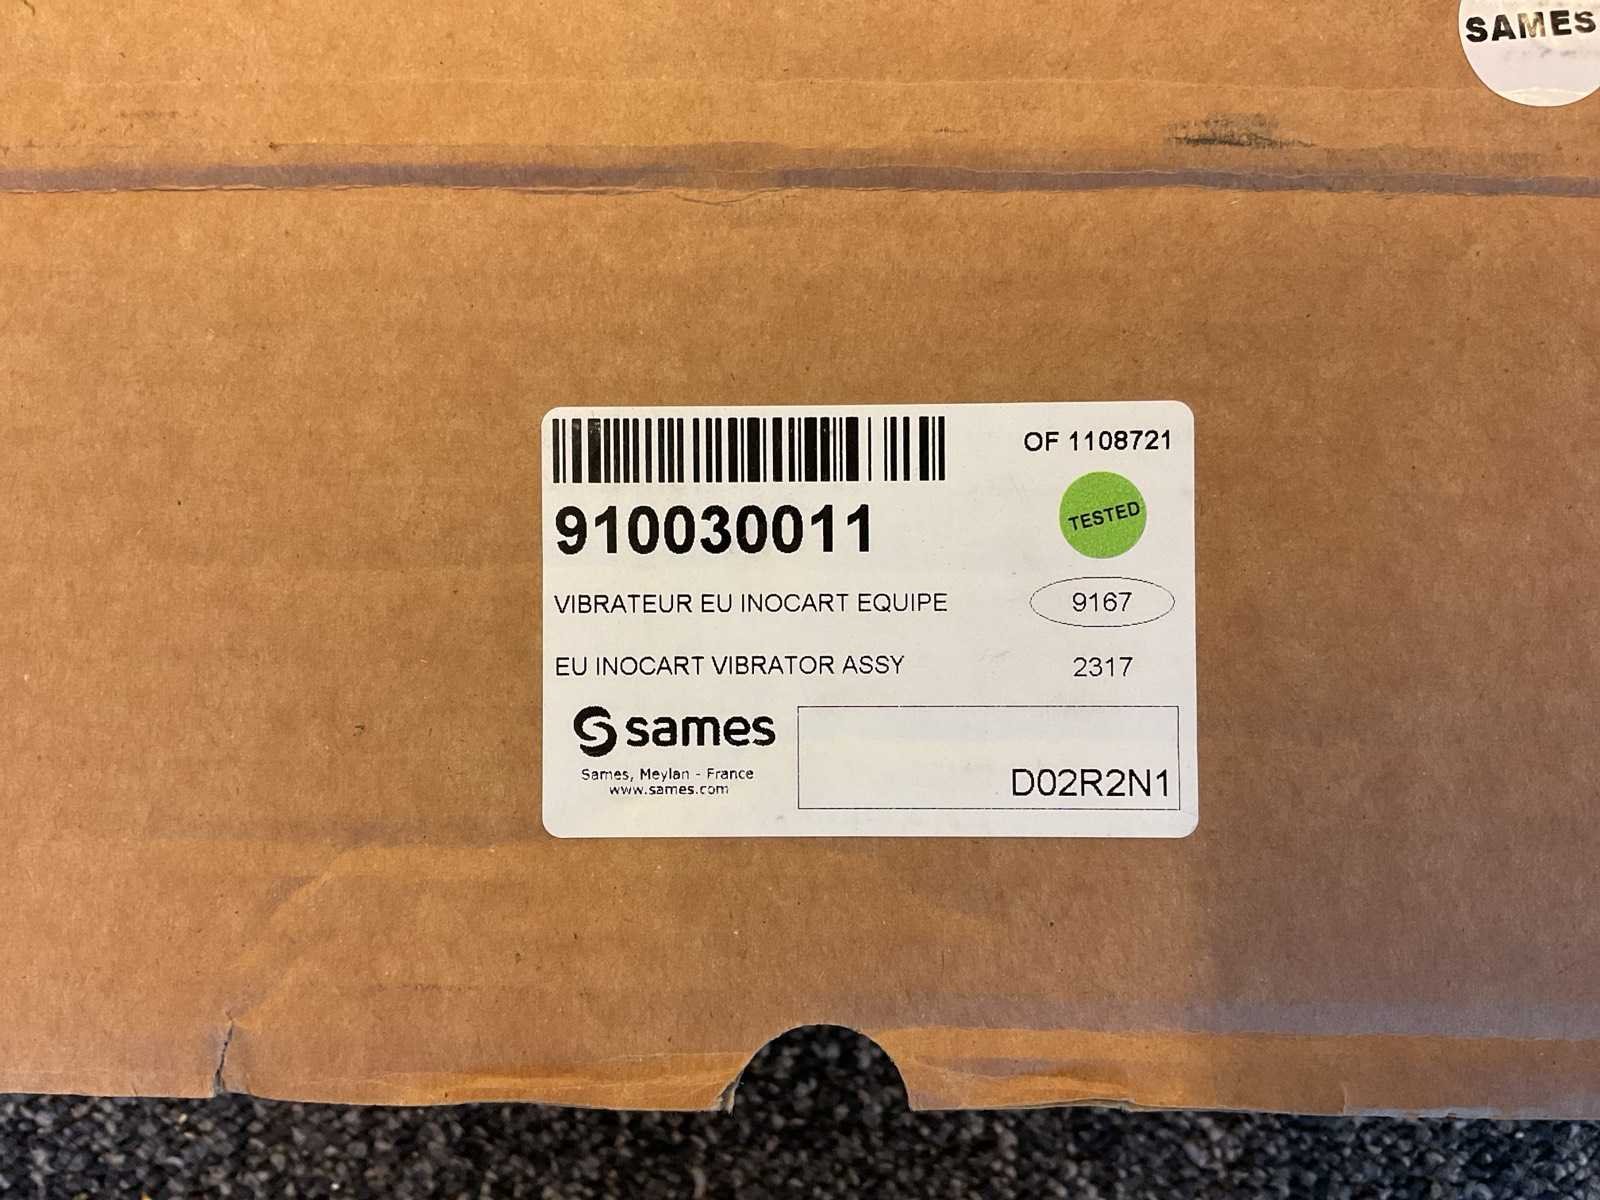 SAMES
OF 1108721
910030011
TESTED
VIBRATEUR EU INOCART EQUIPE
9167
EU INOCART VIBRATOR ASSY
2317
sames
Sames, Meylan - France
www.sames.com
D02R2N1